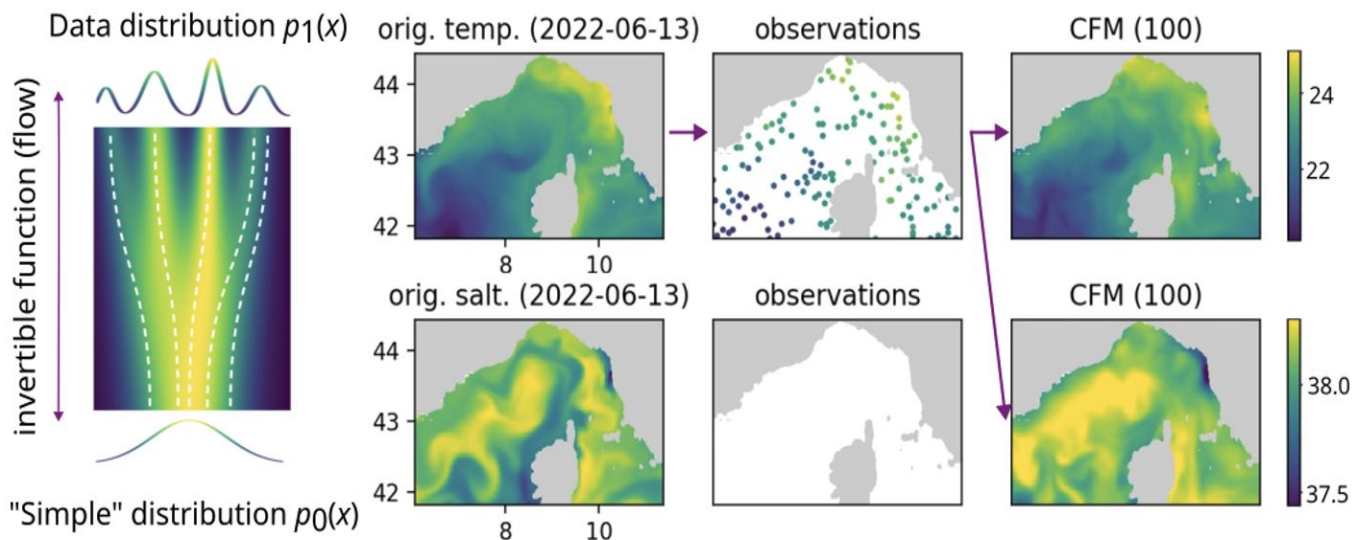 Data distribution p1(x)
invertible function (flow)
"Simple" distribution p0(x)
orig. temp. (2022-06-13)
observations
CFM (100)
44
43
42
8
10
24
22
orig. salt. (2022-06-13)
observations
CFM (100)
44
43
42
8
10
38.0
37.5